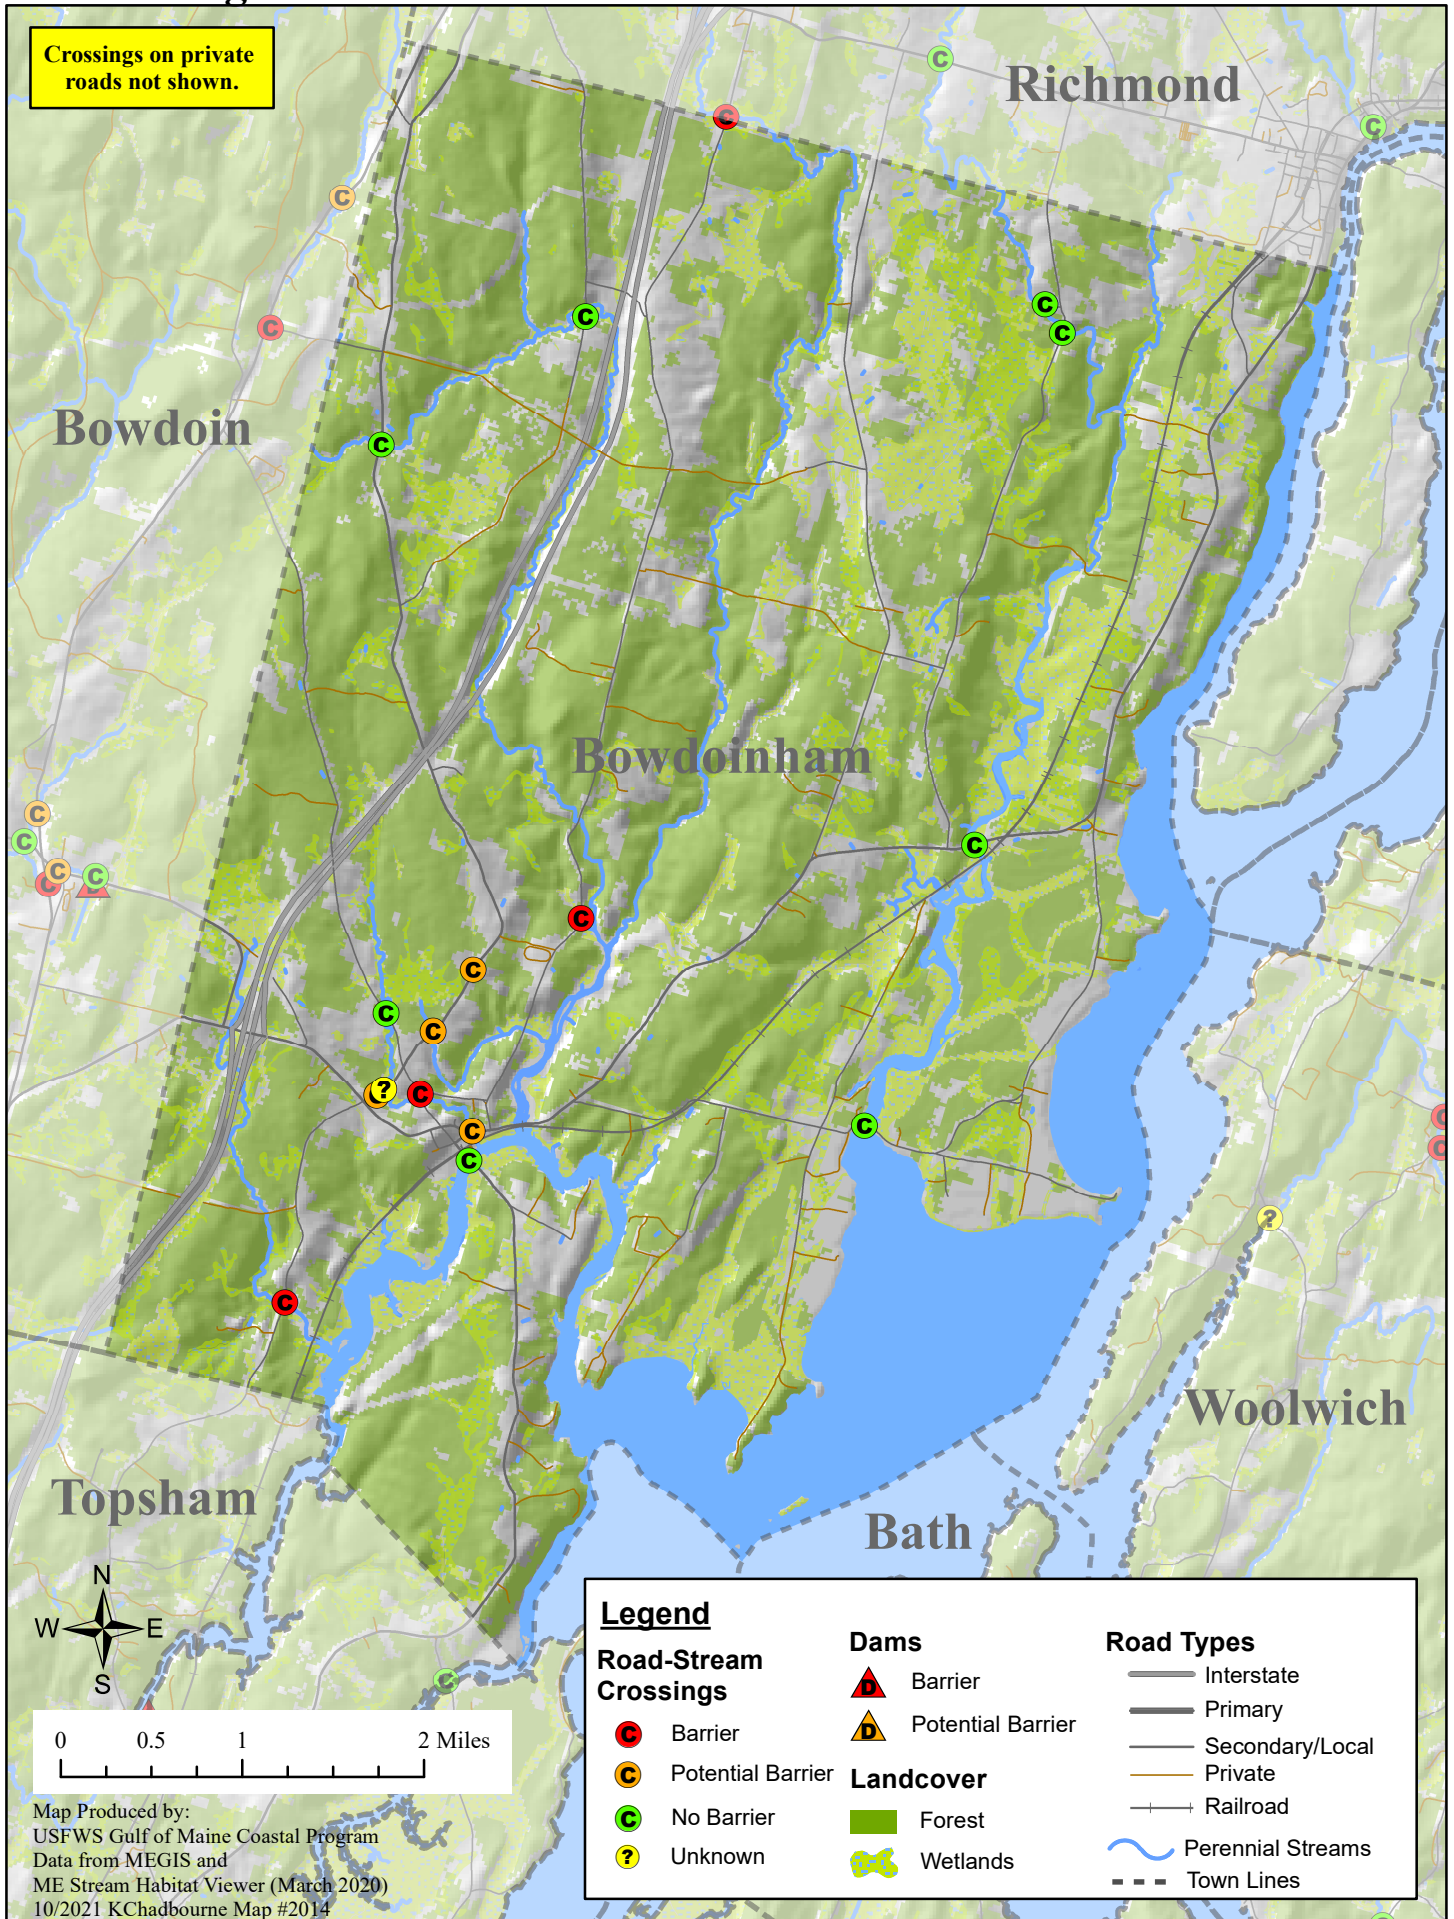 Crossings on private
roads not shown.
Richmond
Bowdoin
Bowdoinham
Woolwich
Topsham
Bath
N
W E
S
0 0.5 1 2 Miles
Map Produced by:
USFWS Gulf of Maine Coastal Program
Data from MEGIS and
ME Stream Habitat Viewer (March 2020)
10/2021 KChadbourne Map #2014
Legend
Road-Stream
Crossings
C Barrier
C Potential Barrier
C No Barrier
? Unknown
Dams
D Barrier
D Potential Barrier
Landcover
Forest
Wetlands
Road Types
Interstate
Primary
Secondary/Local
Private
Railroad
Perennial Streams
Town Lines